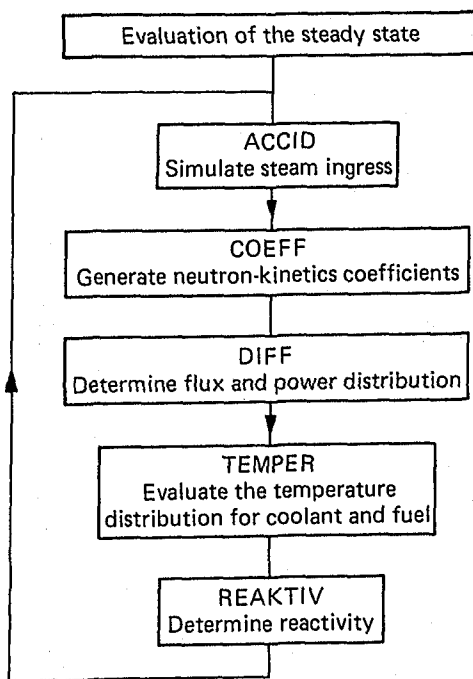 Evaluation of the steady state
ACCID
Simulate steam ingress
COEFF
Generate neutron-kinetics coefficients
DIFF
Determine flux and power distribution
TEMPER
Evaluate the temperature
distribution for coolant and fuel
REAKTIV
Determine reactivity